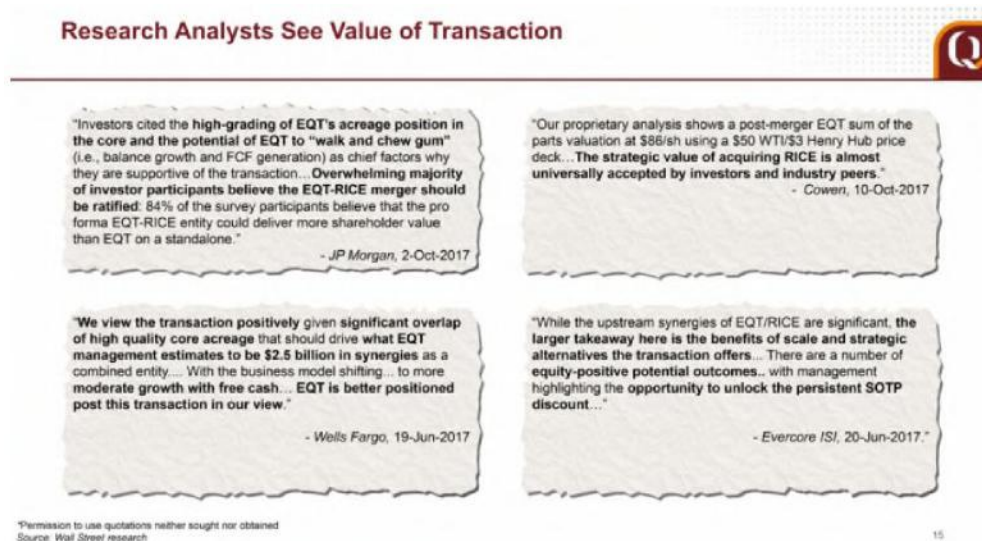 Research Analysts See Value of Transaction
Q
"Investors cited the high-grading of EQT's acreage position in
the core and the potential of EQT to "walk and chew gum"
(i.e., balance growth and FCF generation) as chief factors why
they are supportive of the transaction... Overwhelming majority
of investor participants believe the EQT-RICE merger should
be ratified: 84% of the survey participants believe that the pro
forma EQT-RICE entity could deliver more shareholder value
than EQT on a standalone."
- JP Morgan, 2-Oct-2017
"Our proprietary analysis shows a post-merger EQT sum of the
parts valuation at $86/sh using a $50 WTI/$3 Henry Hub price
deck...The strategic value of acquiring RICE is almost
universally accepted by investors and industry peers."
- Cowen, 10-Oct-2017
"We view the transaction positively given significant overlap
of high quality core acreage that should drive what EQT
management estimates to be $2.5 billion in synergies as a
combined entity.... With the business model shifting... to more
moderate growth with free cash... EQT is better positioned
post this transaction in our view."
- Wells Fargo, 19-Jun-2017
"While the upstream synergies of EQT/RICE are significant, the
larger takeaway here is the benefits of scale and strategic
alternatives the transaction offers... There are a number of
equity-positive potential outcomes.. with management
highlighting the opportunity to unlock the persistent SOTP
discount..."
- Evercore ISI, 20-Jun-2017."
"Permission to use quotations neither sought nor obtained
Source: Wall Street research
15